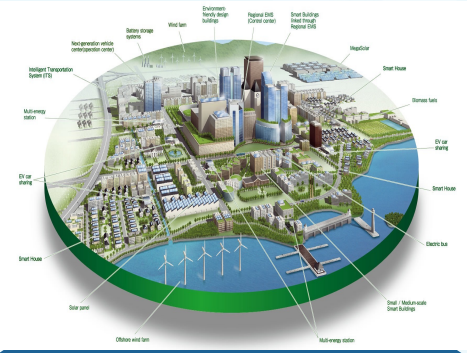 Environment-
friendly design
buildings
Regional EMS
(Control center)
Smart Buildings
linked through
Regional EMS
Wind farm
Battery storage
systems
Next-generation vehicle
center(operation center)
MegaSolar
Intelligent Transportation
System (ITS)
Smart House
Multi-energy
station
Biomass fuels
EV car
sharing
EV car
sharing
Smart House
Smart House
Electric bus
Solar panel
Small / Medium-scale
Smart Buildings
Offshore wind farm
Multi-energy station